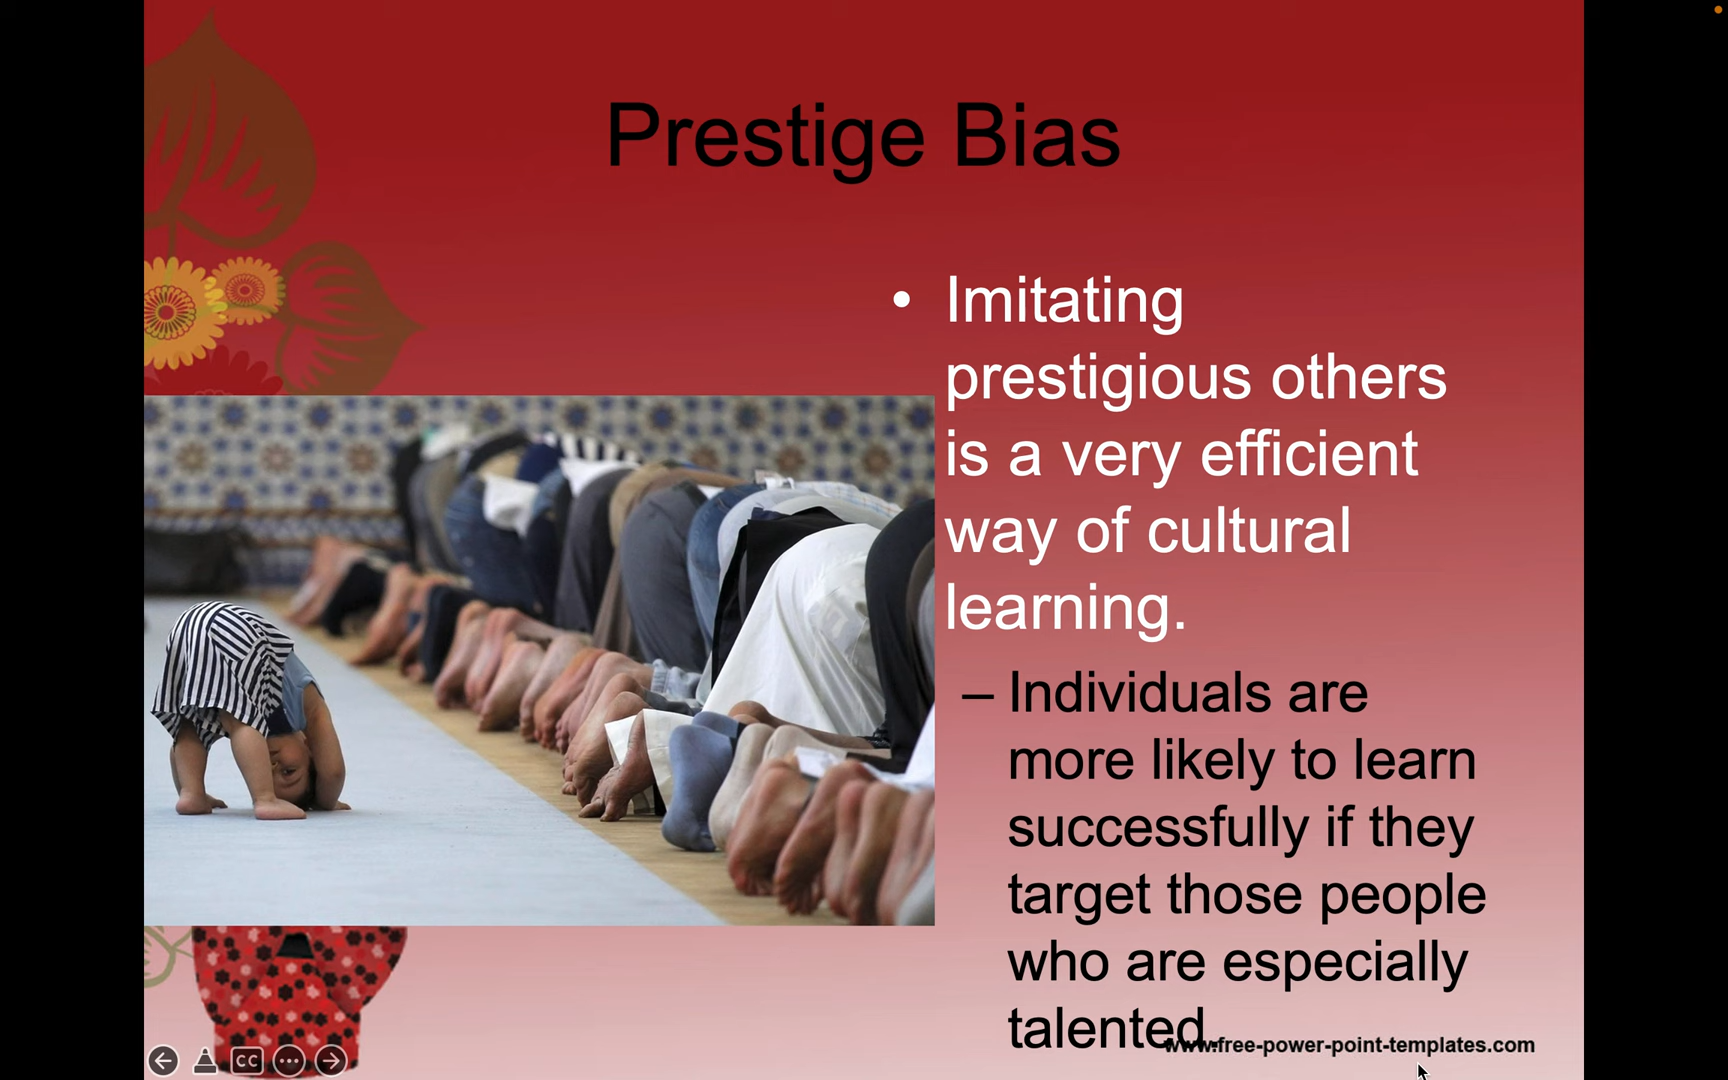 Prestige Bias
• Imitating
prestigious others
is a very efficient
way of cultural
learning.
– Individuals are
more likely to learn
successfully if they
target those people
who are especially
talented.
www.free-power-point-templates.com
CC